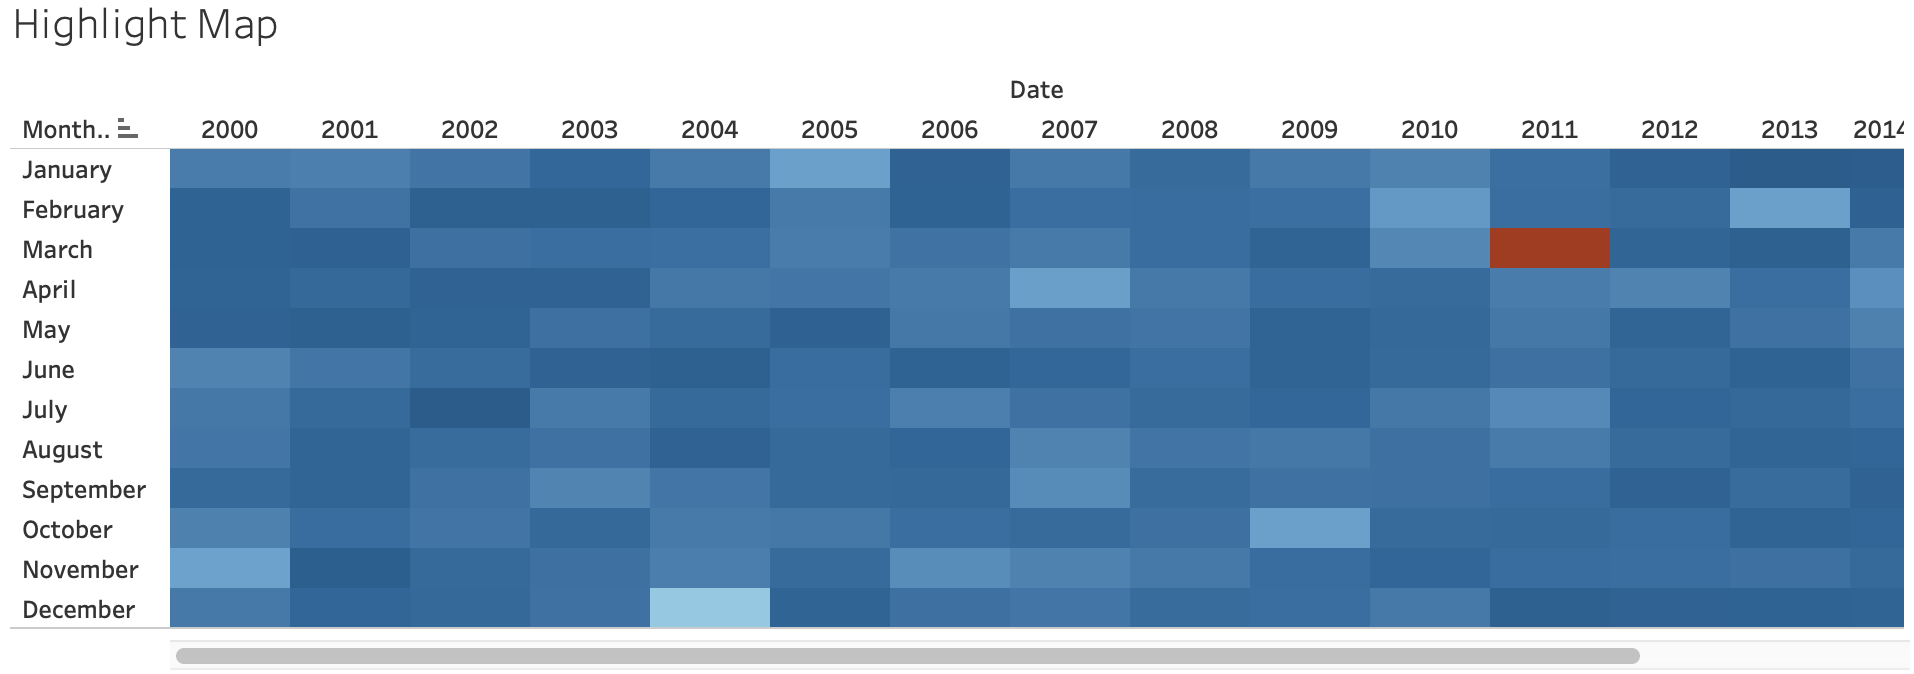 Highlight Map
Date
Month.. 2000 2001 2002 2003 2004 2005 2006 2007 2008 2009 2010 2011 2012 2013 2014
January
February
March
April
May
June
July
August
September
October
November
December